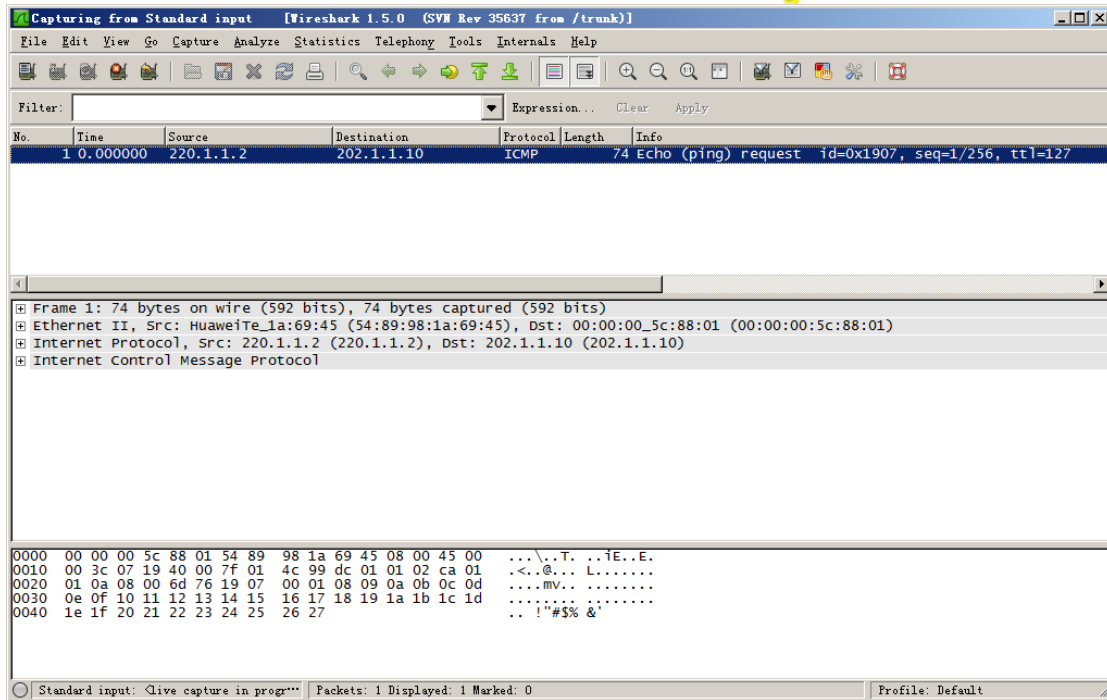 Capturing from Standard input [Wireshark 1.5.0 (SVN Rev 35637 from /trunk)]
File Edit View Go Capture Analyze Statistics Telephony Tools Internals Help
Filter: Expression... Clear Apply
No. Time Source Destination Protocol Length Info
1 0.000000 220.1.1.2 202.1.1.10 ICMP 74 Echo (ping) request id=0x1907, seq=1/256, ttl=127
Frame 1: 74 bytes on wire (592 bits), 74 bytes captured (592 bits)
Ethernet II, Src: HuaweiTe_1a:69:45 (54:89:98:1a:69:45), Dst: 00:00:00_5c:88:01 (00:00:00:5c:88:01)
Internet Protocol, Src: 220.1.1.2 (220.1.1.2), Dst: 202.1.1.10 (202.1.1.10)
Internet Control Message Protocol
0000 00 00 00 5c 88 01 54 89 98 1a 69 45 08 00 45 00 ...\..T. ..iE..E.
0010 00 3c 07 19 40 00 7f 01 4c 99 dc 01 01 02 ca 01 .<..@... L.......
0020 01 0a 08 00 6d 76 19 07 00 01 08 09 0a 0b 0c 0d ....mv.. ........
0030 0e 0f 10 11 12 13 14 15 16 17 18 19 1a 1b 1c 1d ........ ........
0040 1e 1f 20 21 22 23 24 25 26 27 .. !"#$% &'
Standard input: <live capture in progr··· Packets: 1 Displayed: 1 Marked: 0 Profile: Default